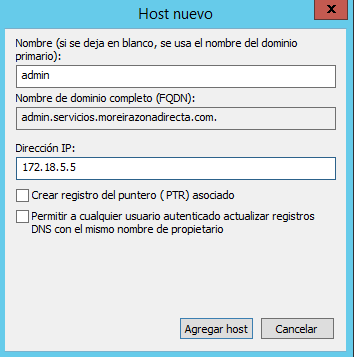 Host nuevo
x
Nombre (si se deja en blanco, se usa el nombre del dominio
primario):
admin
Nombre de dominio completo (FQDN):
admin.servicios.moreirazonadirecta.com.
Dirección IP:
172.18.5.5
Crear registro del puntero (PTR) asociado
Permitir a cualquier usuario autenticado actualizar registros
DNS con el mismo nombre de propietario
Agregar host
Cancelar